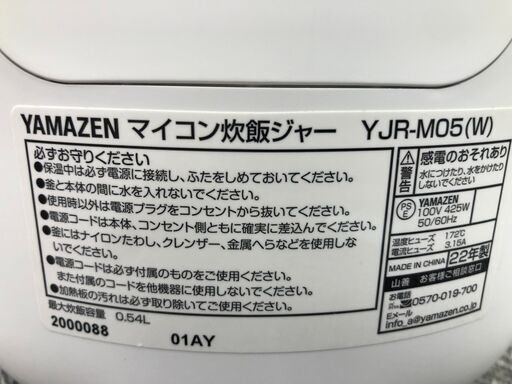 YAMAZEN マイコン炊飯ジャー YJR-M05(W)
必ずお守りください
●保温中は必ず電源に接続し、ふたをしめておいてください。
●釜と本体の間に水を入れないでください。
●使用時以外は電源プラグをコンセントから抜いてください。
●電源コードは本体、コンセント側ともに確実に差込んでください。
●釜にはナイロンたわし、クレンザー、金属へらなどを使用しな
いでください。
●電源コードは必ず付属のものをご使用ください。
また付属のコードを他機器に使用しないでください。
●加熱板の汚れは必ず取り除いてご使用ください。
最大炊飯容量 0.54L
2000088 01AY
警告
感電のおそれあり
水につけたり、水をかけたり
しないでください
PS
E
YAMAZEN
100V 425W
50/60Hz
温度ヒューズ 172℃
電流ヒューズ 3.15A
MADE IN CHINA 22年製
山善 お客様ご相談窓口
お電話 0570-019-700
Eメール
info_a@yamazen.co.jp